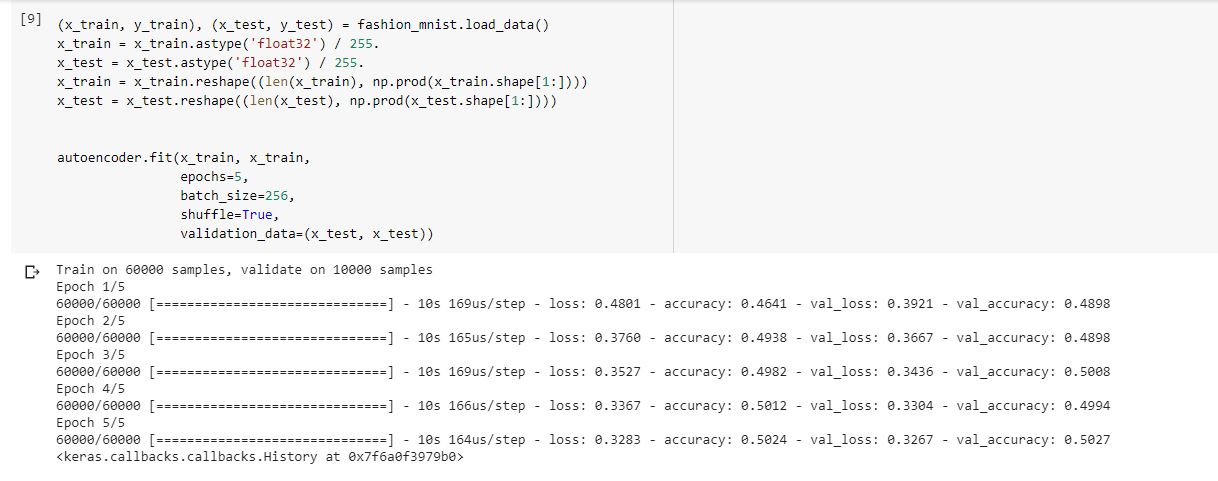 [9] (x_train, y_train), (x_test, y_test) = fashion_mnist.load_data()
x_train = x_train.astype('float32') / 255.
x_test = x_test.astype('float32') / 255.
x_train = x_train.reshape((len(x_train), np.prod(x_train.shape[1:])))
x_test = x_test.reshape((len(x_test), np.prod(x_test.shape[1:])))
autoencoder.fit(x_train, x_train,
epochs=5,
batch_size=256,
shuffle=True,
validation_data=(x_test, x_test))
Train on 60000 samples, validate on 10000 samples
Epoch 1/5
60000/60000 [==============================] - 10s 169us/step - loss: 0.4801 - accuracy: 0.4641 - val_loss: 0.3921 - val_accuracy: 0.4898
Epoch 2/5
60000/60000 [==============================] - 10s 165us/step - loss: 0.3760 - accuracy: 0.4938 - val_loss: 0.3667 - val_accuracy: 0.4898
Epoch 3/5
60000/60000 [==============================] - 10s 169us/step - loss: 0.3527 - accuracy: 0.4982 - val_loss: 0.3436 - val_accuracy: 0.5008
Epoch 4/5
60000/60000 [==============================] - 10s 166us/step - loss: 0.3367 - accuracy: 0.5012 - val_loss: 0.3304 - val_accuracy: 0.4994
Epoch 5/5
60000/60000 [==============================] - 10s 164us/step - loss: 0.3283 - accuracy: 0.5024 - val_loss: 0.3267 - val_accuracy: 0.5027
<keras.callbacks.callbacks.History at 0x7f6a0f3979b0>